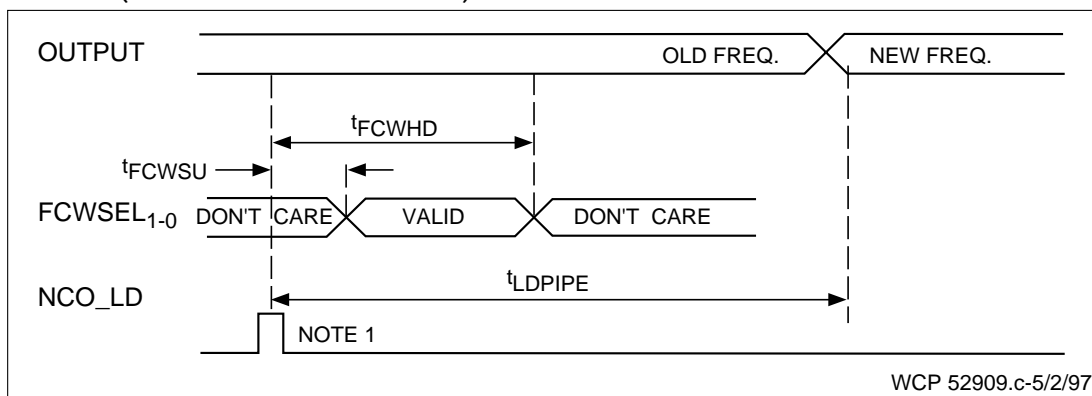 OUTPUT
OLD FREQ.
NEW FREQ.
tFCWHD
tFCWSU
FCWSEL1-0
DON'T CARE
VALID
DON'T CARE
tLDPIPE
NCO_LD
NOTE 1
WCP 52909.c-5/2/97